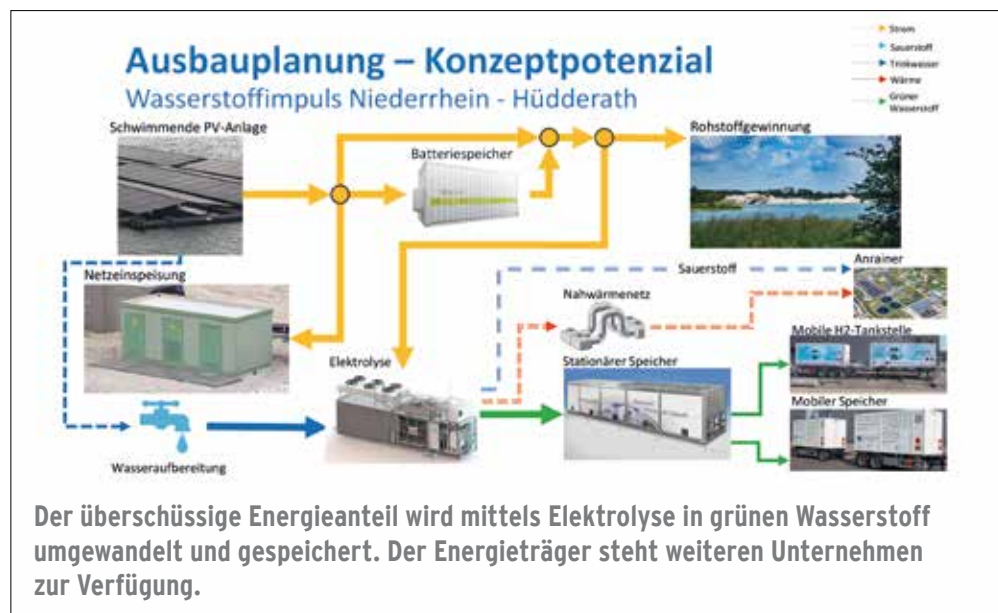 Ausbauplanung – Konzeptpotenzial
Wasserstoffimpuls Niederrhein - Hüdderath
Strom
Sauerstoff
Trinkwasser
Wärme
Grüner
Wasserstoff
Schwimmende PV-Anlage
Batteriespeicher
Rohstoffgewinnung
Netzeinspeisung
Sauerstoff
Anrainer
Nahwärmenetz
Mobile H2-Tankstelle
Elektrolyse
Stationärer Speicher
Mobiler Speicher
Wasseraufbereitung
Der überschüssige Energieanteil wird mittels Elektrolyse in grünen Wasserstoff
umgewandelt und gespeichert. Der Energieträger steht weiteren Unternehmen
zur Verfügung.